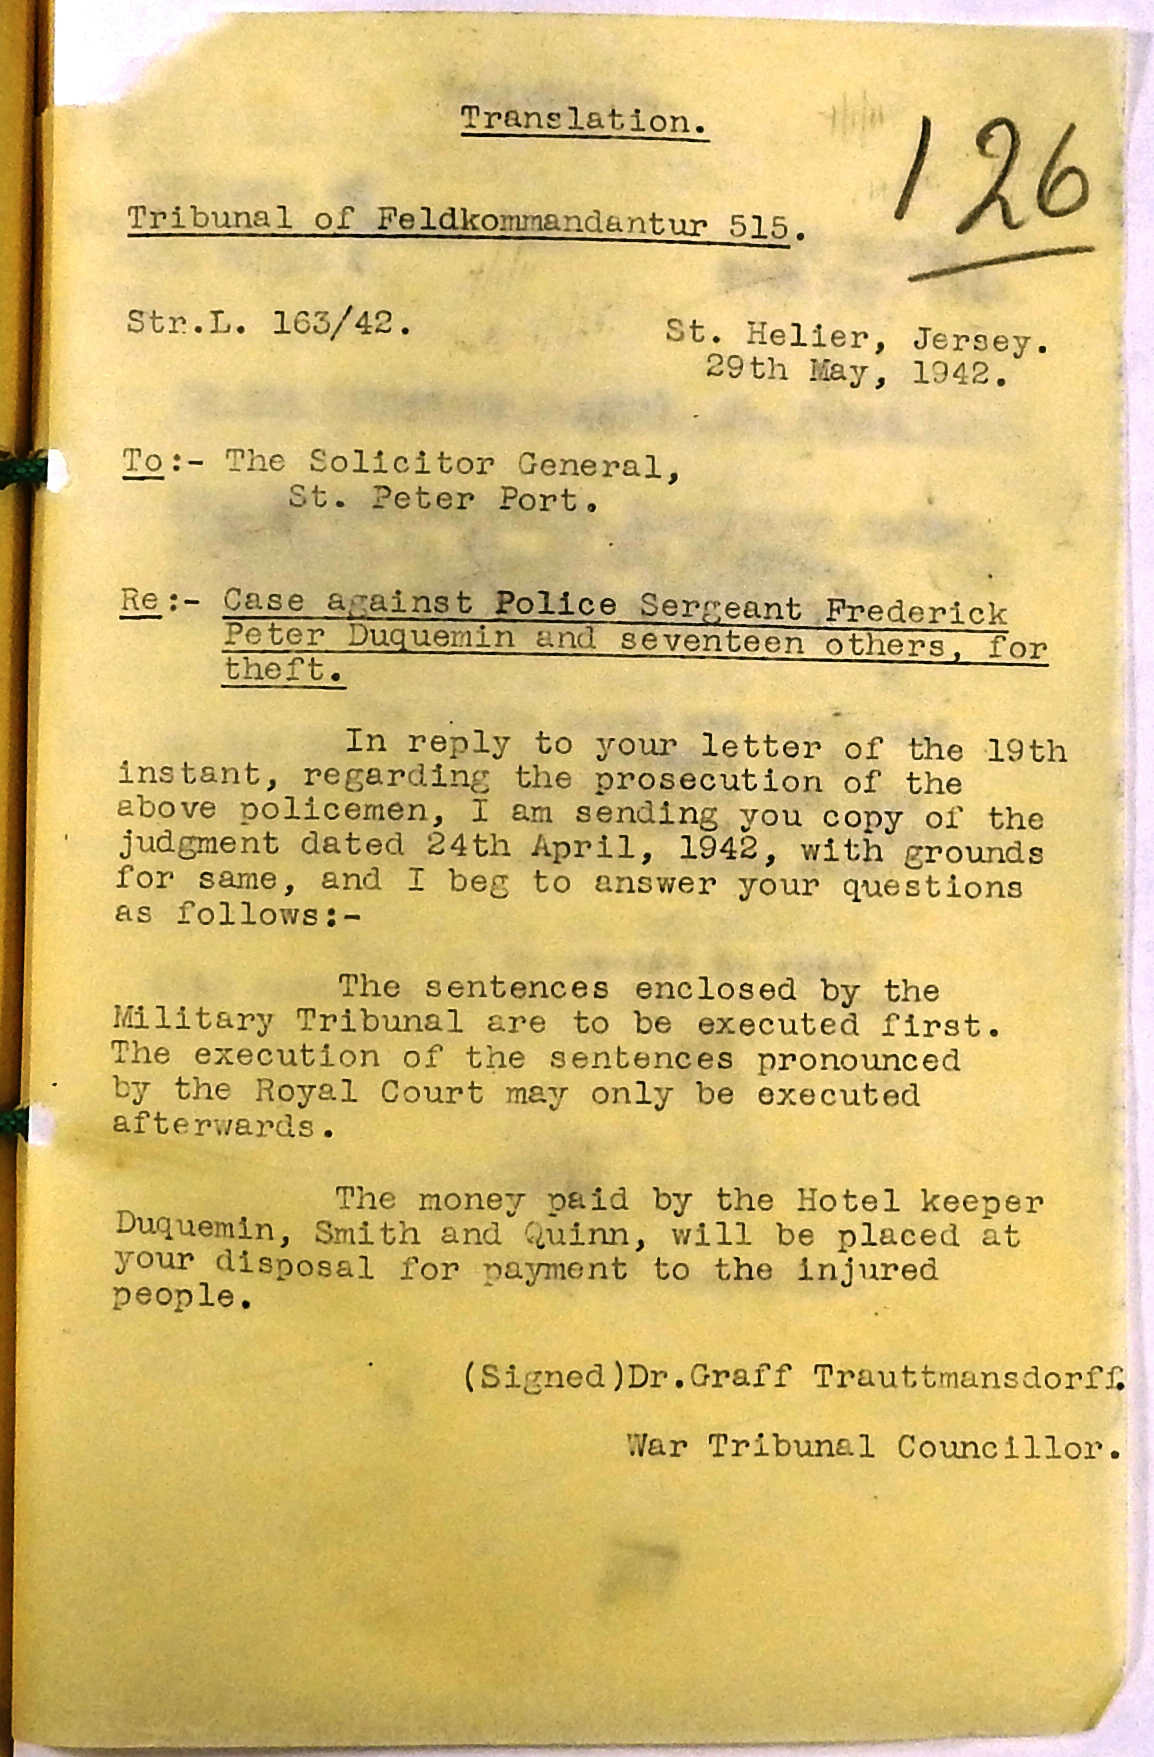 Translation.
126
Tribunal of Feldkommandantur 515.
Str.L. 163/42.
St. Helier, Jersey.
29th May, 1942.
To:- The Solicitor General,
St. Peter Port.
Re:- Case against Police Sergeant Frederick
Peter Duquemin and seventeen others, for
theft.
In reply to your letter of the 19th
instant, regarding the prosecution of the
above policemen, I am sending you copy of the
judgment dated 24th April, 1942, with grounds
for same, and I beg to answer your questions
as follows:-
The sentences enclosed by the
Military Tribunal are to be executed first.
The execution of the sentences pronounced
by the Royal Court may only be executed
afterwards.
The money paid by the Hotel keeper
Duquemin, Smith and Quinn, will be placed at
your disposal for payment to the injured
people.
(Signed)Dr.Graff Trauttmansdorff.
War Tribunal Councillor.